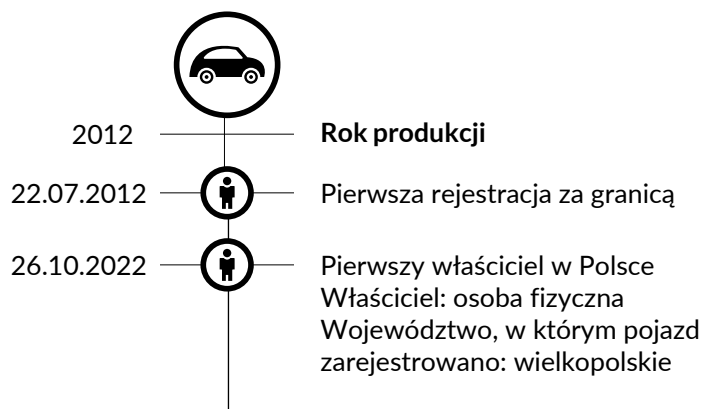 2012 Rok produkcji
22.07.2012 Pierwsza rejestracja za granicą
26.10.2022 Pierwszy właściciel w Polsce
Właściciel: osoba fizyczna
Województwo, w którym pojazd
zarejestrowano: wielkopolskie